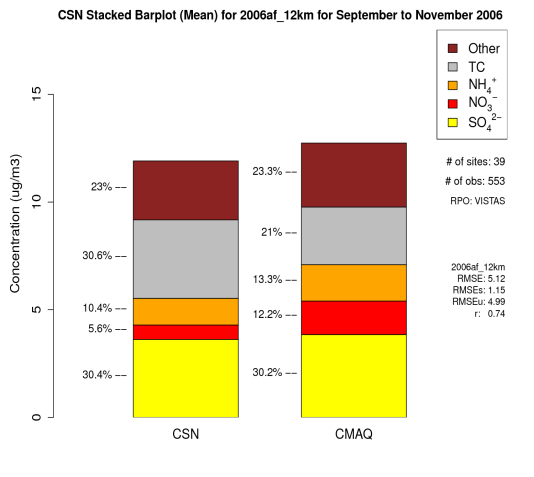 CSN Stacked Barplot (Mean) for 2006af_12km for September to November 2006
Other
TC
NH4+
NO3−
SO42−
# of sites: 39
# of obs: 553
RPO: VISTAS
2006af_12km
RMSE: 5.12
RMSEs: 1.15
RMSEu: 4.99
r: 0.74
Concentration (ug/m3)
15
10
5
0
23% −−
30.6% −−
10.4% −−
5.6% −−
30.4% −−
23.3% −−
21% −−
13.3% −−
12.2% −−
30.2% −−
CSN
CMAQ